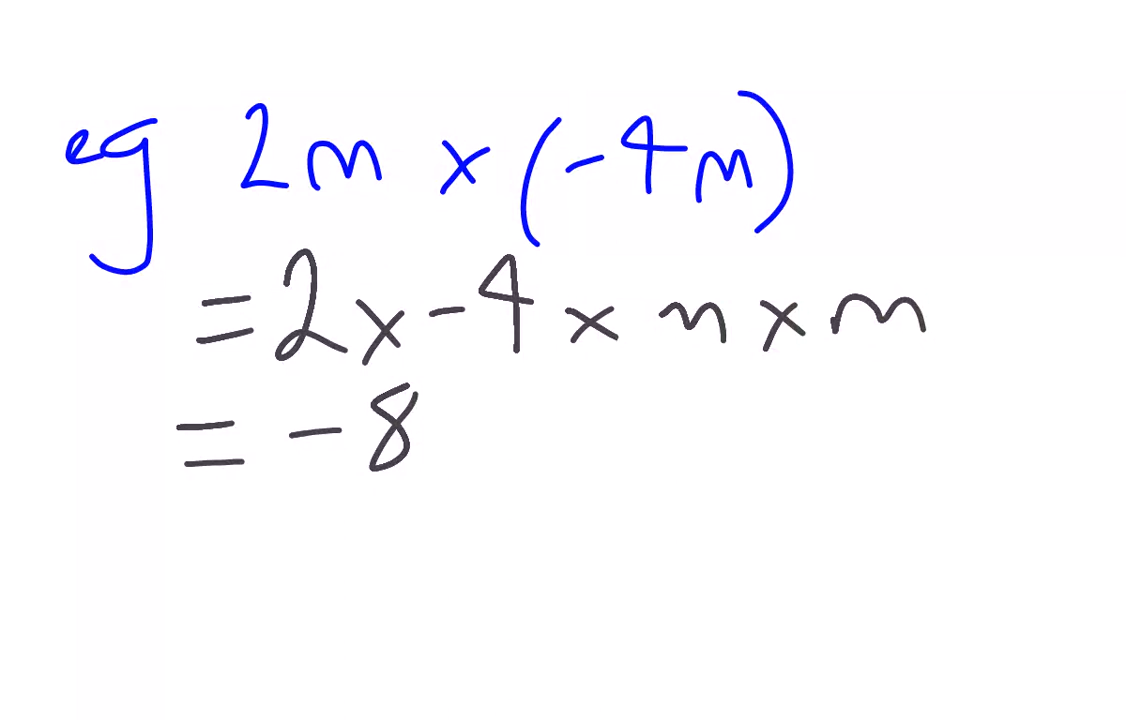 eg 2m × (-4m)
= 2 × -4 × m × m
= -8